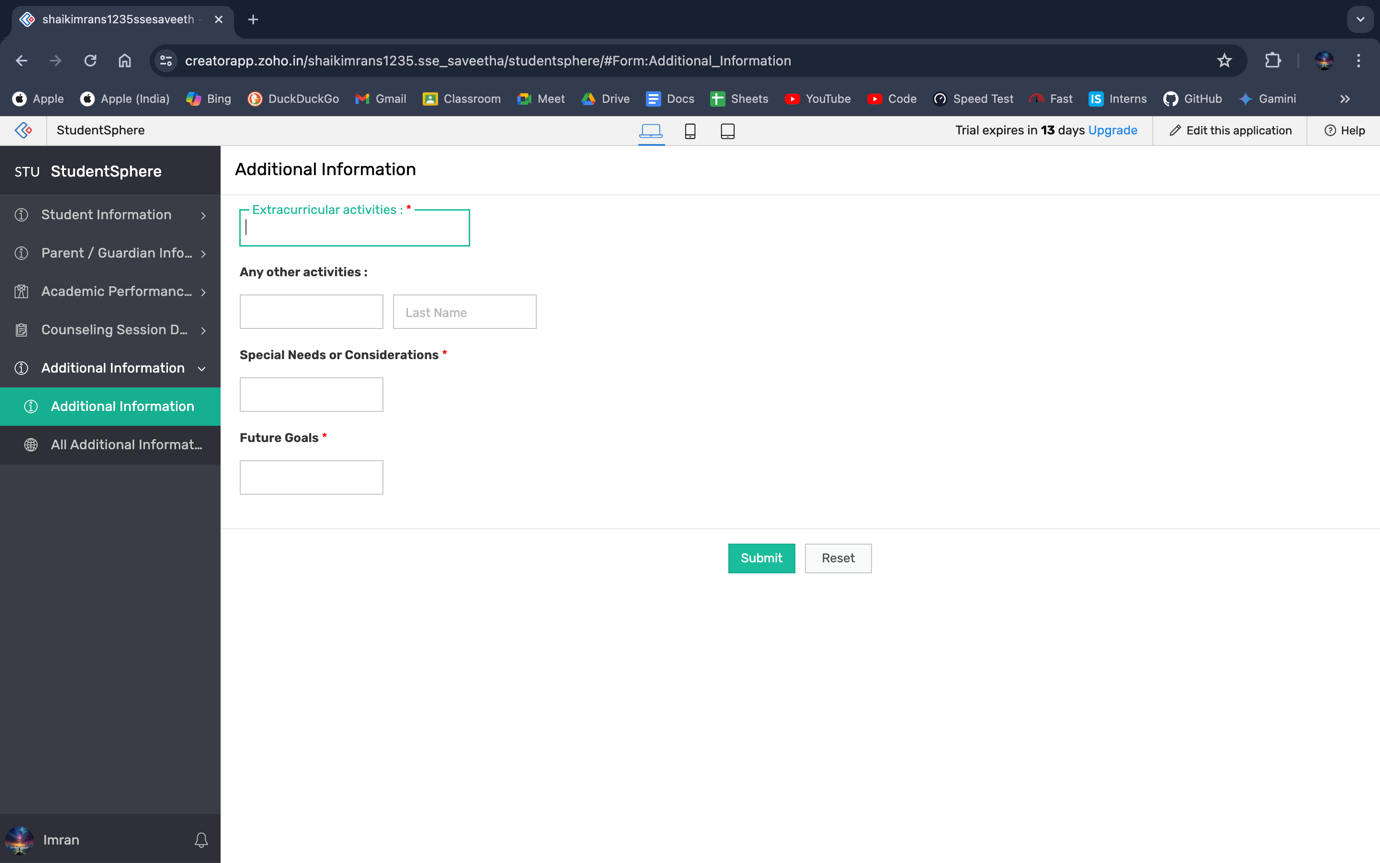 shaikimrans1235ssesaveeth
creatorapp.zoho.in/shaikimrans1235.sse_saveetha/studentsphere/#Form:Additional_Information
Apple Apple (India) Bing DuckDuckGo Gmail Classroom Meet Drive Docs Sheets YouTube Code Speed Test Fast IS Interns GitHub Gamini
StudentSphere Trial expires in 13 days Upgrade Edit this application Help
STU StudentSphere
Student Information
Parent / Guardian Info...
Academic Performanc...
Counseling Session D...
Additional Information
Additional Information
All Additional Informat...
Imran
Additional Information
Extracurricular activities : *
Any other activities :
Last Name
Special Needs or Considerations *
Future Goals *
Submit Reset